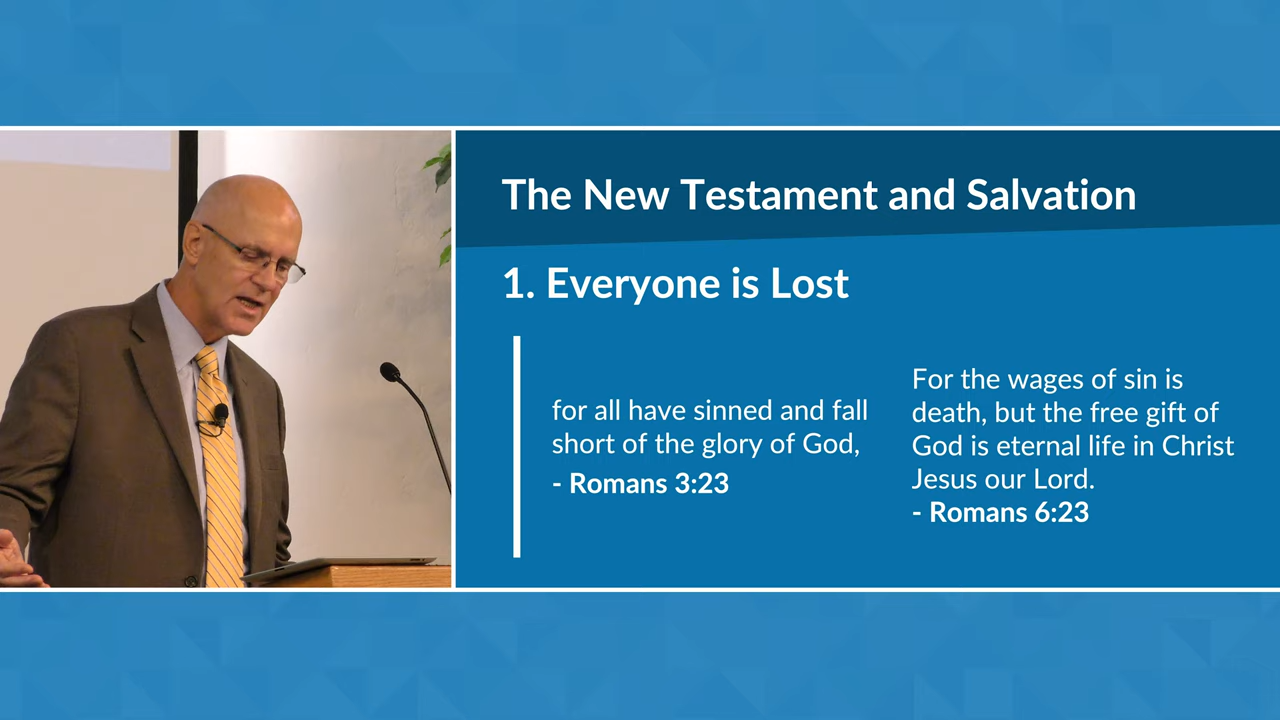 The New Testament and Salvation
1. Everyone is Lost
for all have sinned and fall
short of the glory of God,
- Romans 3:23
For the wages of sin is
death, but the free gift of
God is eternal life in Christ
Jesus our Lord.
- Romans 6:23